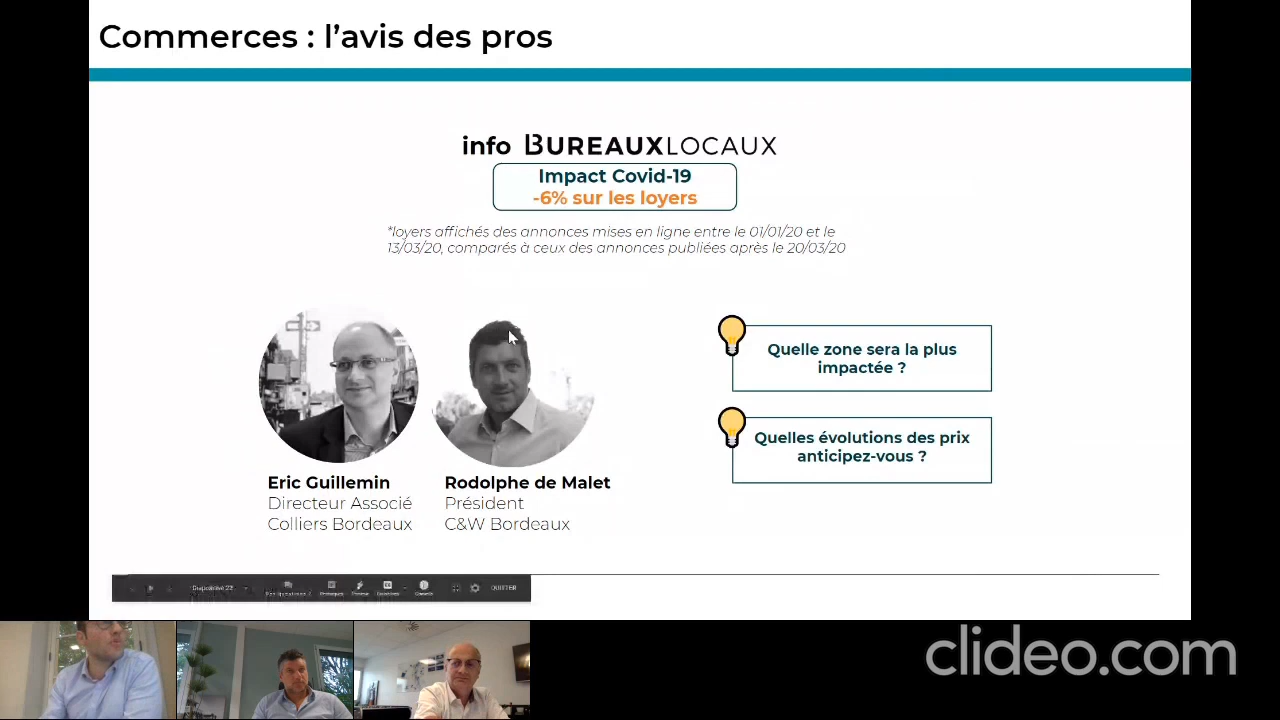 Commerces : l'avis des pros
info BUREAUXLOCAUX
Impact Covid-19
-6% sur les loyers
*loyers affichés des annonces mises en ligne entre le 01/01/20 et le
13/03/20, comparés à ceux des annonces publiées après le 20/03/20
Quelle zone sera la plus
impactée ?
Quelles évolutions des prix
anticipez-vous ?
Eric Guillemin
Directeur Associé
Colliers Bordeaux
Rodolphe de Malet
Président
C&W Bordeaux
QUITTER
clideo.com